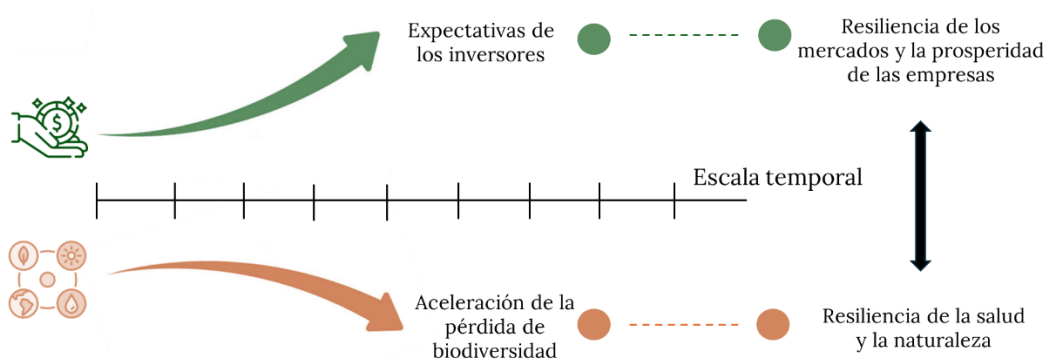 Expectativas de
los inversores
Resiliencia de los
mercados y la prosperidad
de las empresas
$
Escala temporal
Aceleración de la
pérdida de
biodiversidad
Resiliencia de la salud
y la naturaleza